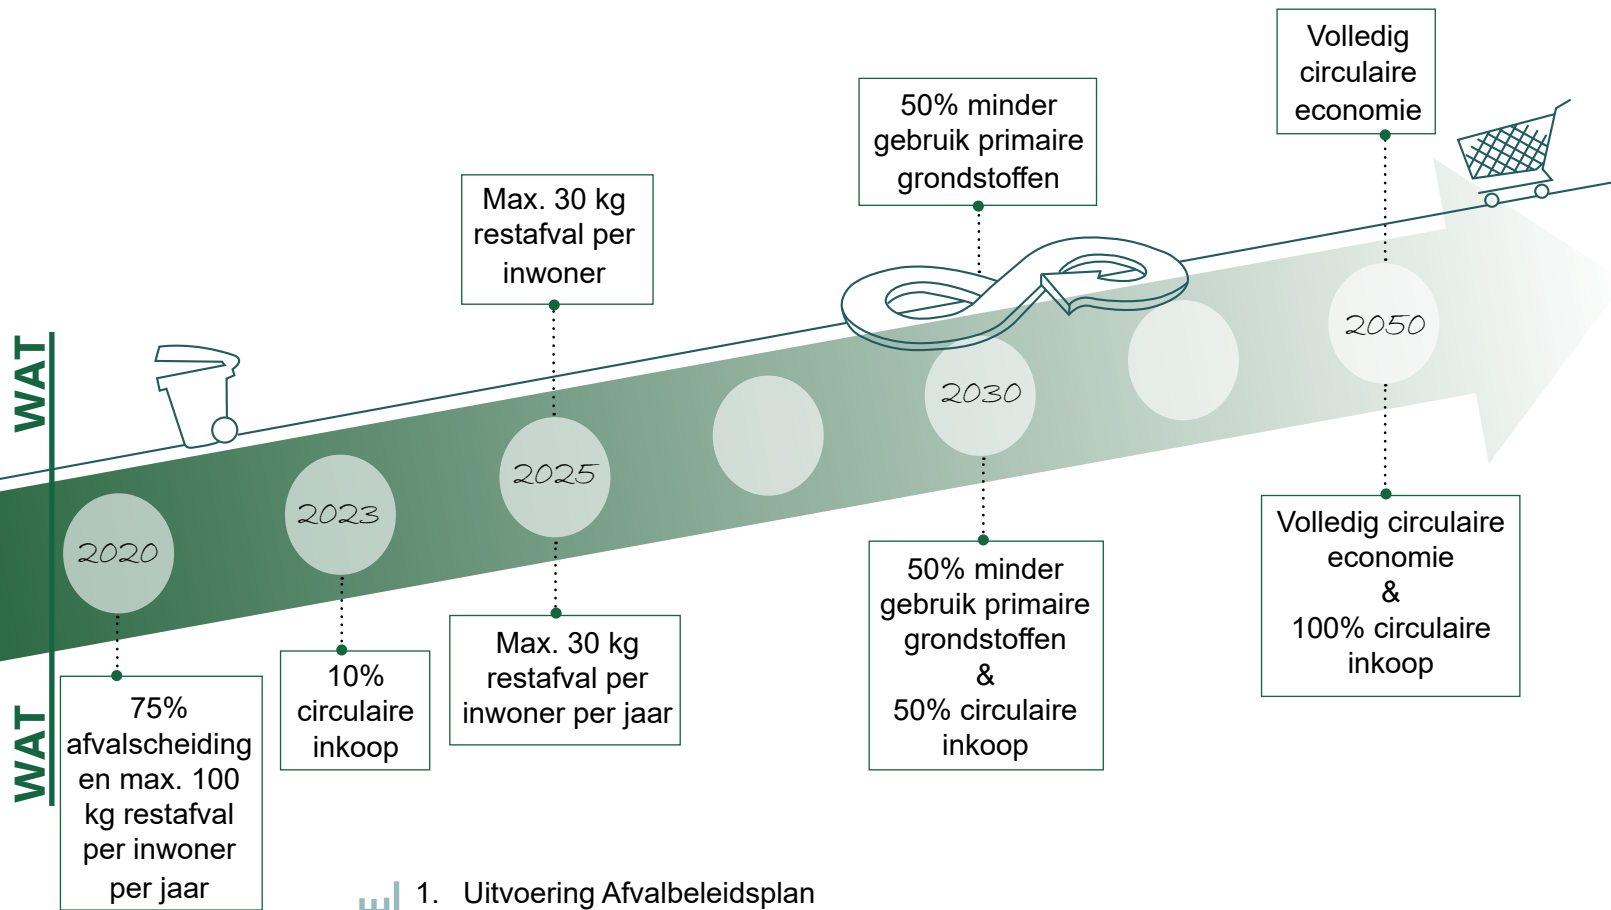 Volledig
circulaire
economie
50% minder
gebruik primaire
grondstoffen
Max. 30 kg
restafval per
inwoner
WAT
2020
2023
2025
2030
2050
WAT
75%
afvalscheiding
en max. 100
kg restafval
per inwoner
per jaar
10%
circulaire
inkoop
Max. 30 kg
restafval per
inwoner per jaar
50% minder
gebruik primaire
grondstoffen
&
50% circulaire
inkoop
Volledig circulaire
economie
&
100% circulaire
inkoop
1. Uitvoering Afvalbeleidsplan